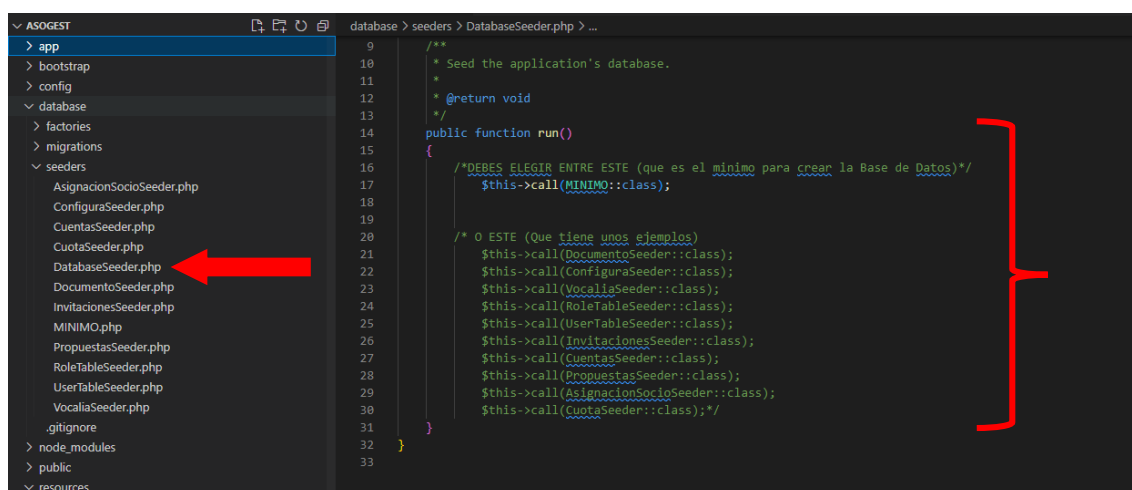 ASOGEST
app
bootstrap
config
database
factories
migrations
seeders
AsignacionSocioSeeder.php
ConfiguraSeeder.php
CuentasSeeder.php
CuotaSeeder.php
DatabaseSeeder.php
DocumentoSeeder.php
InvitacionesSeeder.php
MINIMO.php
PropuestasSeeder.php
RoleTableSeeder.php
UserTableSeeder.php
VocaliaSeeder.php
.gitignore
node_modules
public
resources
database > seeders > DatabaseSeeder.php > ...
9 /**
10 * Seed the application's database.
11 *
12 * @return void
13 */
14 public function run()
15 {
16 /*DEBES ELEGIR ENTRE ESTE (que es el minimo para crear la Base de Datos)*/
17 $this->call(MINIMO::class);
18
19
20 /* O ESTE (Que tiene unos ejemplos)
21 $this->call(DocumentoSeeder::class);
22 $this->call(ConfiguraSeeder::class);
23 $this->call(VocaliaSeeder::class);
24 $this->call(RoleTableSeeder::class);
25 $this->call(UserTableSeeder::class);
26 $this->call(InvitacionesSeeder::class);
27 $this->call(CuentasSeeder::class);
28 $this->call(PropuestasSeeder::class);
29 $this->call(AsignacionSocioSeeder::class);
30 $this->call(CuotaSeeder::class);*/
31 }
32 }
33